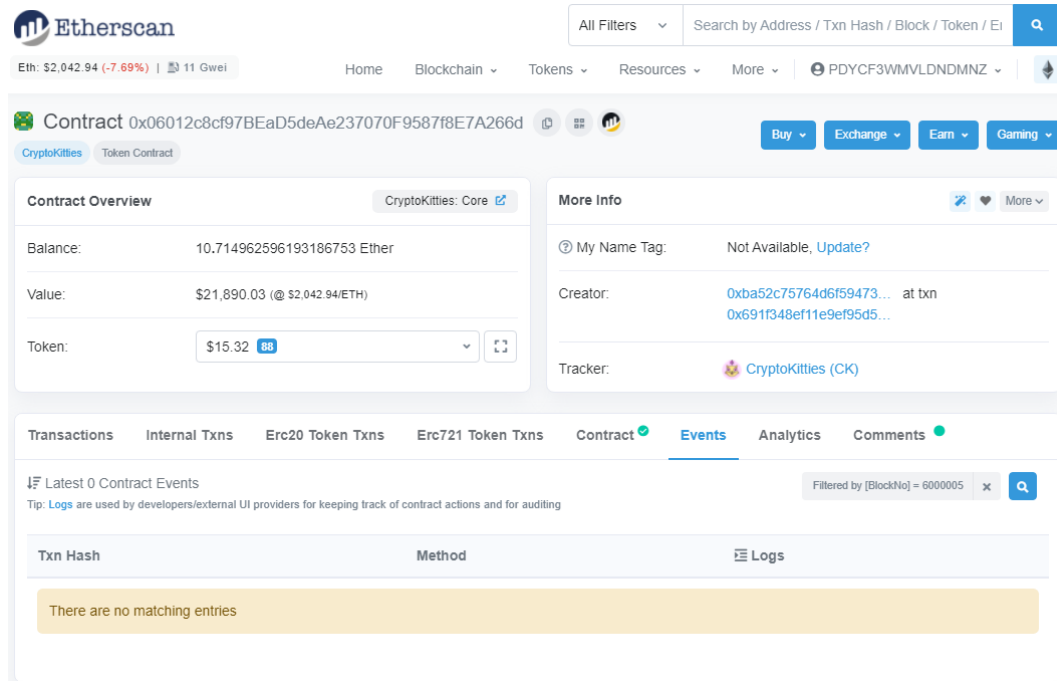 Etherscan
All Filters
Search by Address / Txn Hash / Block / Token / E
Eth: $2,042.94 (-7.69%) | 11 Gwei
Home Blockchain Tokens Resources More PDYCF3WMVLDNDMNZ
Contract 0x06012c8cf97BEaD5deAe237070F9587f8E7A266d
Buy Exchange Earn Gaming
CryptoKitties Token Contract
Contract Overview
CryptoKitties: Core
Balance: 10.714962596193186753 Ether
Value: $21,890.03 (@ $2,042.94/ETH)
Token: $15.32 88
More Info
More
My Name Tag: Not Available, Update?
Creator: 0xba52c75764d6f59473... at txn
0x691f348ef11e9ef95d5...
Tracker: CryptoKitties (CK)
Transactions Internal Txns Erc20 Token Txns Erc721 Token Txns Contract Events Analytics Comments
Latest 0 Contract Events
Filtered by [BlockNo] = 6000005 ×
Tip: Logs are used by developers/external UI providers for keeping track of contract actions and for auditing
Txn Hash Method Logs
There are no matching entries